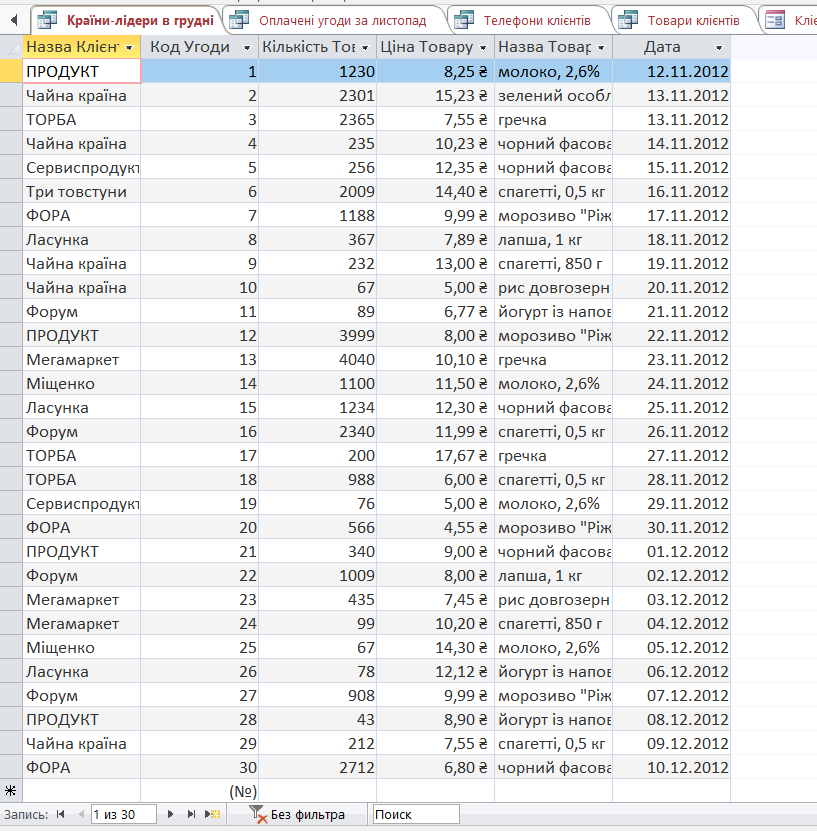 Країни-лідери в грудні Оплачені угоди за листопад Телефони клієнтів Товари клієнтів Кліє
Назва Клієн Код Угоди Кількість Тов Ціна Товару Назва Товар Дата
ПРОДУКТ 1 1230 8,25 ₴ молоко, 2,6% 12.11.2012
Чайна країна 2 2301 15,23 ₴ зелений особл 13.11.2012
ТОРБА 3 2365 7,55 ₴ гречка 13.11.2012
Чайна країна 4 235 10,23 ₴ чорний фасова 14.11.2012
Сервиспродукт 5 256 12,35 ₴ чорний фасова 15.11.2012
Три товстуни 6 2009 14,40 ₴ спагетті, 0,5 кг 16.11.2012
ФОРА 7 1188 9,99 ₴ морозиво "Ріж 17.11.2012
Ласунка 8 367 7,89 ₴ лапша, 1 кг 18.11.2012
Чайна країна 9 232 13,00 ₴ спагетті, 850 г 19.11.2012
Чайна країна 10 67 5,00 ₴ рис довгозерн 20.11.2012
Форум 11 89 6,77 ₴ йогурт із напов 21.11.2012
ПРОДУКТ 12 3999 8,00 ₴ морозиво "Ріж 22.11.2012
Мегамаркет 13 4040 10,10 ₴ гречка 23.11.2012
Міщенко 14 1100 11,50 ₴ молоко, 2,6% 24.11.2012
Ласунка 15 1234 12,30 ₴ чорний фасова 25.11.2012
Форум 16 2340 11,99 ₴ спагетті, 0,5 кг 26.11.2012
ТОРБА 17 200 17,67 ₴ гречка 27.11.2012
ТОРБА 18 988 6,00 ₴ спагетті, 0,5 кг 28.11.2012
Сервиспродукт 19 76 5,00 ₴ молоко, 2,6% 29.11.2012
ФОРА 20 566 4,55 ₴ морозиво "Ріж 30.11.2012
ПРОДУКТ 21 340 9,00 ₴ чорний фасова 01.12.2012
Форум 22 1009 8,00 ₴ лапша, 1 кг 02.12.2012
Мегамаркет 23 435 7,45 ₴ рис довгозерн 03.12.2012
Мегамаркет 24 99 10,20 ₴ спагетті, 850 г 04.12.2012
Міщенко 25 67 14,30 ₴ молоко, 2,6% 05.12.2012
Ласунка 26 78 12,12 ₴ йогурт із напов 06.12.2012
Форум 27 908 9,99 ₴ морозиво "Ріж 07.12.2012
ПРОДУКТ 28 43 8,90 ₴ йогурт із напов 08.12.2012
Чайна країна 29 212 7,55 ₴ спагетті, 0,5 кг 09.12.2012
ФОРА 30 2712 6,80 ₴ чорний фасова 10.12.2012
(№)
Запись: 1 из 30 Без фильтра Поиск